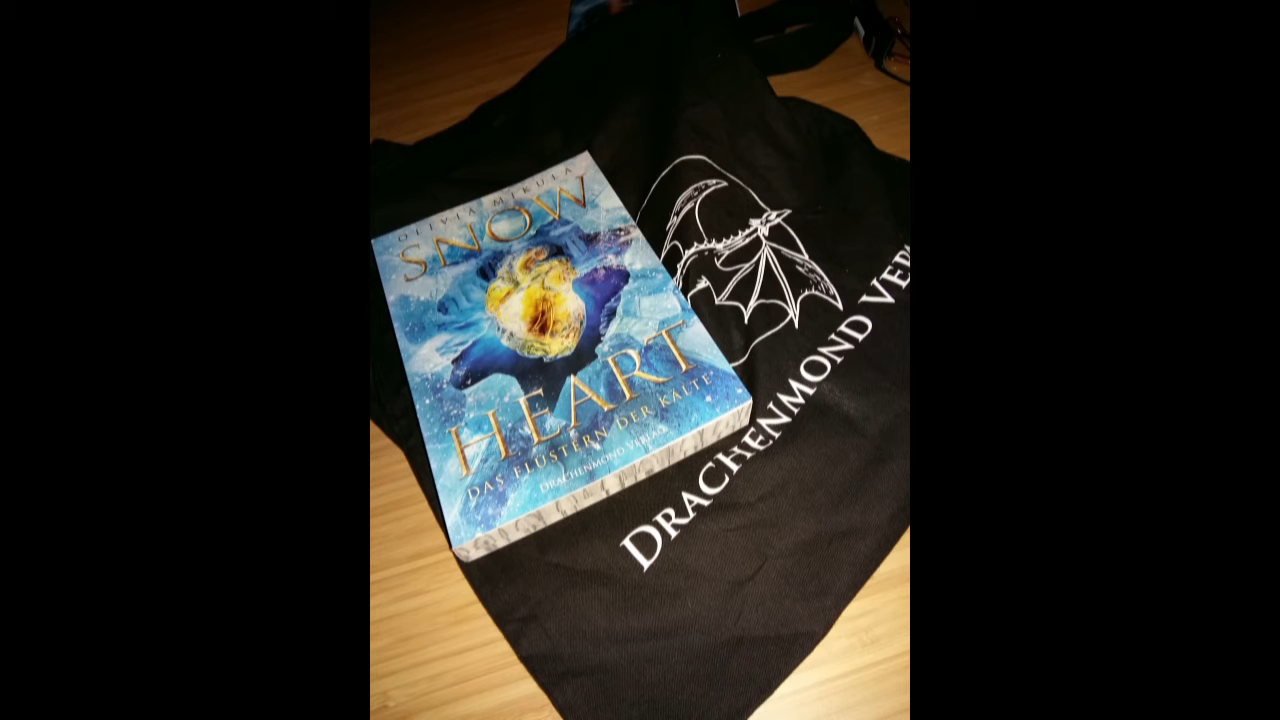 OLIVIA MIKULA
SNOW
HEART
DAS FLÜSTERN DER KÄLTE
DRACHENMOND VERLAG
DRACHENMOND VER